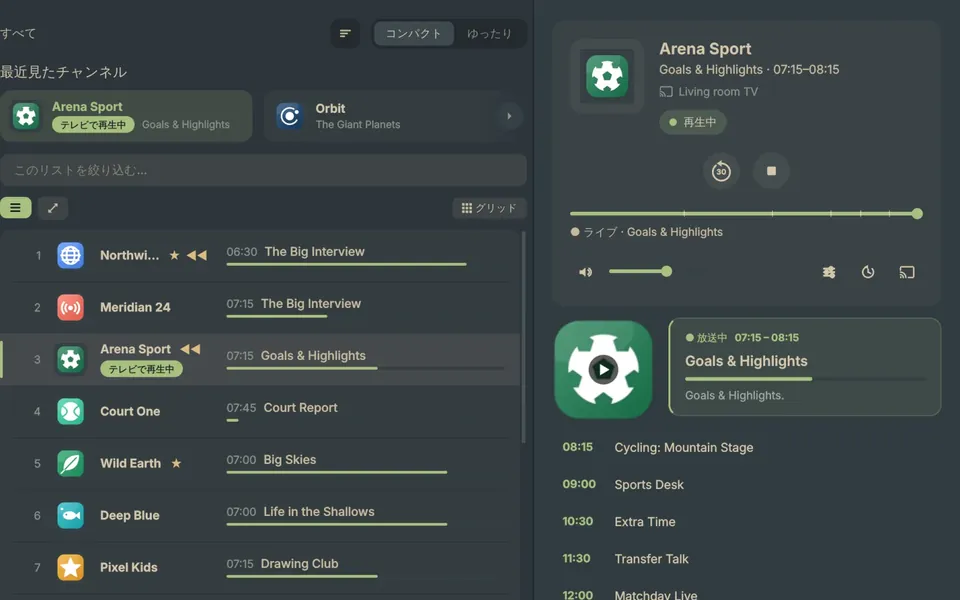 すべて
コンパクト
ゆったり
最近見たチャンネル
Arena Sport
テレビで再生中
Goals & Highlights
Orbit
The Giant Planets
このリストを絞り込む...
グリッド
1
Northwi...
06:30 The Big Interview
2
Meridian 24
07:15 The Big Interview
3
Arena Sport
テレビで再生中
07:15 Goals & Highlights
4
Court One
07:45 Court Report
5
Wild Earth
07:00 Big Skies
6
Deep Blue
07:00 Life in the Shallows
7
Pixel Kids
07:15 Drawing Club
Arena Sport
Goals & Highlights · 07:15–08:15
Living room TV
再生中
30
ライブ · Goals & Highlights
放送中 07:15 – 08:15
Goals & Highlights
Goals & Highlights.
08:15 Cycling: Mountain Stage
09:00 Sports Desk
10:30 Extra Time
11:30 Transfer Talk
12:00 Matchday Live